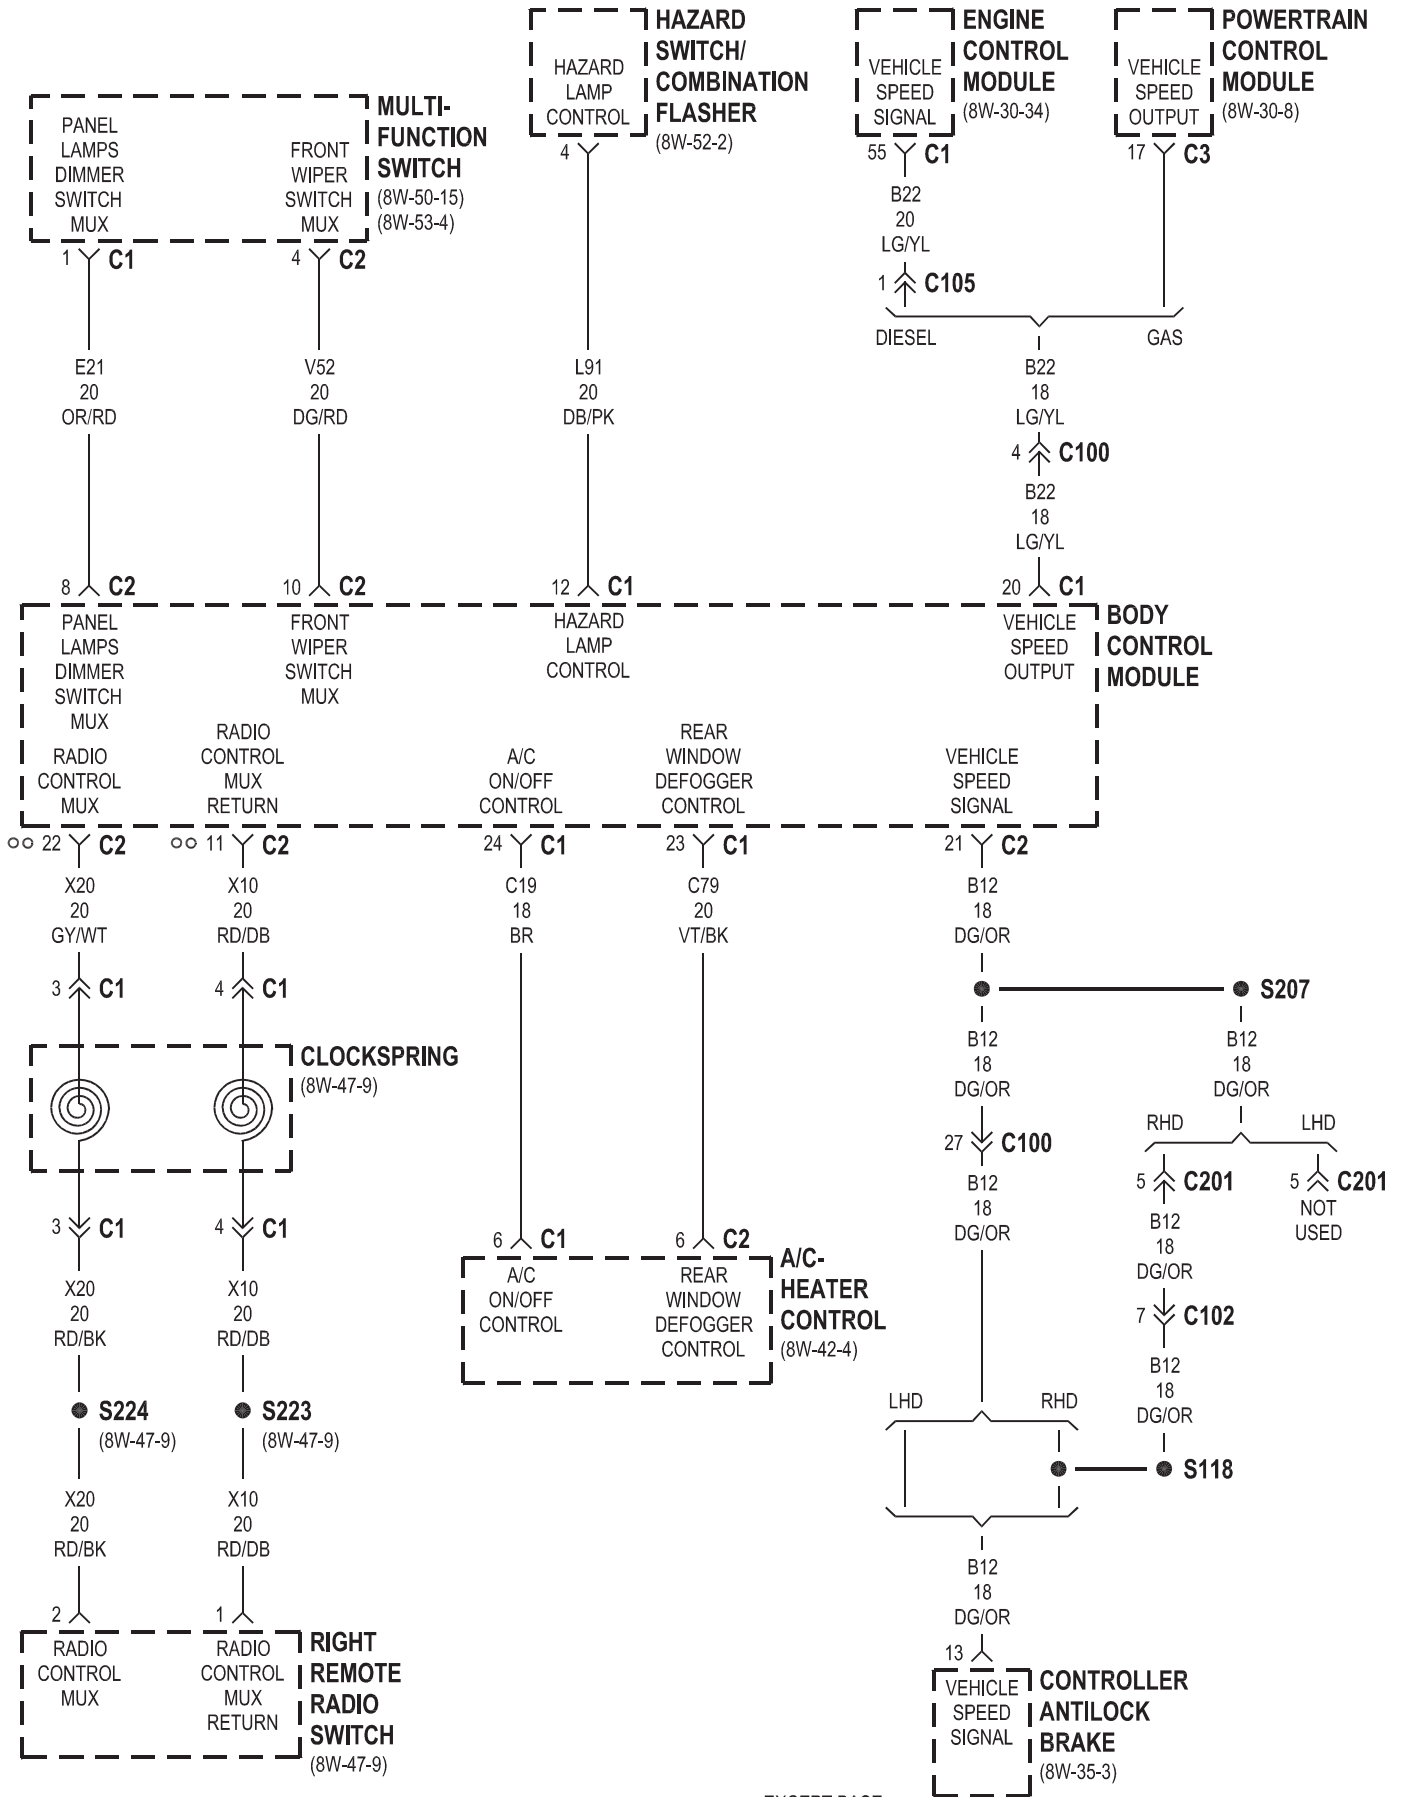 HAZARD
SWITCH/
COMBINATION
FLASHER
(8W-52-2)
HAZARD
LAMP
CONTROL
4
ENGINE
CONTROL
MODULE
(8W-30-34)
VEHICLE
SPEED
SIGNAL
55 C1
B22
20
LG/YL
1 C105
DIESEL
POWERTRAIN
CONTROL
MODULE
(8W-30-8)
VEHICLE
SPEED
OUTPUT
17 C3
GAS
MULTI-
FUNCTION
SWITCH
(8W-50-15)
(8W-53-4)
PANEL
LAMPS
DIMMER
SWITCH
MUX
1 C1
FRONT
WIPER
SWITCH
MUX
4 C2
E21
20
OR/RD
V52
20
DG/RD
L91
20
DB/PK
B22
18
LG/YL
4 C100
B22
18
LG/YL
8 C2
10 C2
12 C1
20 C1
BODY
CONTROL
MODULE
PANEL
LAMPS
DIMMER
SWITCH
MUX
FRONT
WIPER
SWITCH
MUX
HAZARD
LAMP
CONTROL
VEHICLE
SPEED
OUTPUT
RADIO
CONTROL
MUX
RADIO
CONTROL
MUX
RETURN
A/C
ON/OFF
CONTROL
REAR
WINDOW
DEFOGGER
CONTROL
VEHICLE
SPEED
SIGNAL
22 C2
11 C2
24 C1
23 C1
21 C2
X20
20
GY/WT
X10
20
RD/DB
C19
18
BR
C79
20
VT/BK
B12
18
DG/OR
3 C1
4 C1
S207
CLOCKSPRING
(8W-47-9)
B12
18
DG/OR
B12
18
DG/OR
27 C100
RHD
LHD
5 C201
5 C201
NOT
USED
B12
18
DG/OR
B12
18
DG/OR
3 C1
4 C1
6 C1
6 C2
A/C-
HEATER
CONTROL
(8W-42-4)
A/C
ON/OFF
CONTROL
REAR
WINDOW
DEFOGGER
CONTROL
X20
20
RD/BK
X10
20
RD/DB
7 C102
B12
18
DG/OR
S224
(8W-47-9)
S223
(8W-47-9)
LHD
RHD
S118
X20
20
RD/BK
X10
20
RD/DB
B12
18
DG/OR
2
1
13
RIGHT
REMOTE
RADIO
SWITCH
(8W-47-9)
RADIO
CONTROL
MUX
RADIO
CONTROL
MUX
RETURN
CONTROLLER
ANTILOCK
BRAKE
(8W-35-3)
VEHICLE
SPEED
SIGNAL